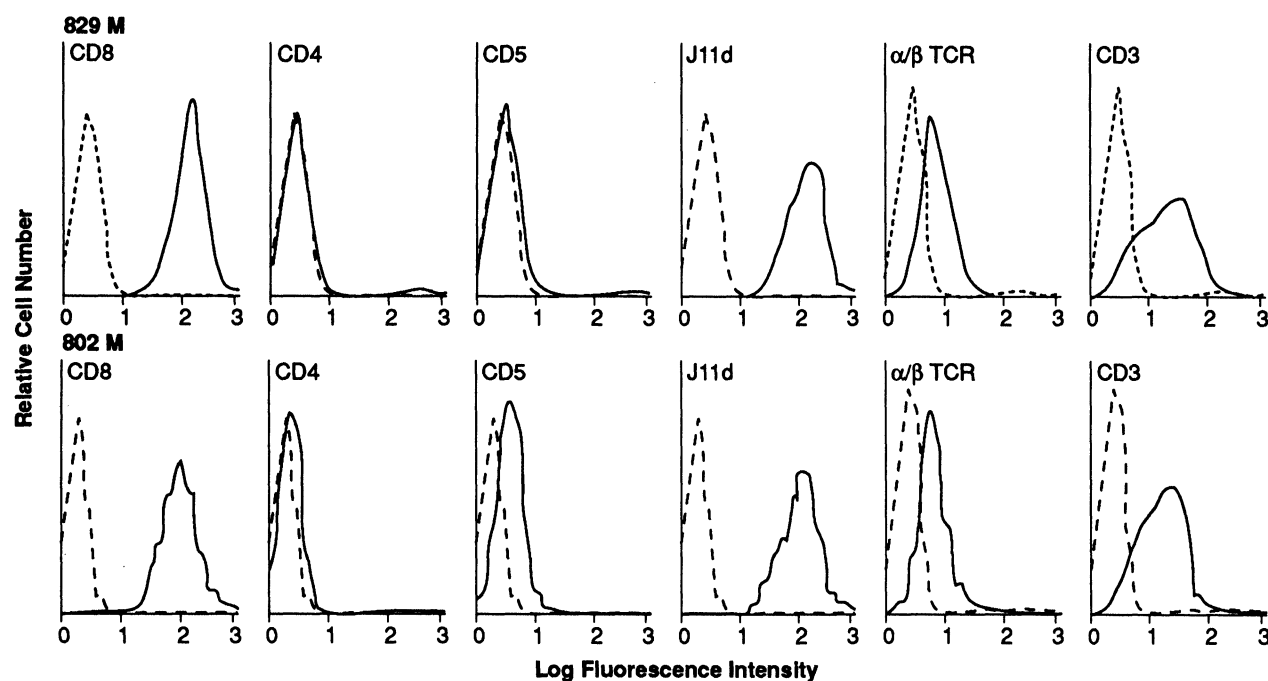 829 M
CD8 CD4 CD5 J11d α/β TCR CD3
0 1 2 3 0 1 2 3 0 1 2 3 0 1 2 3 0 1 2 3 0 1 2 3
802 M
CD8 CD4 CD5 J11d α/β TCR CD3
0 1 2 3 0 1 2 3 0 1 2 3 0 1 2 3 0 1 2 3 0 1 2 3
Relative Cell Number
Log Fluorescence Intensity